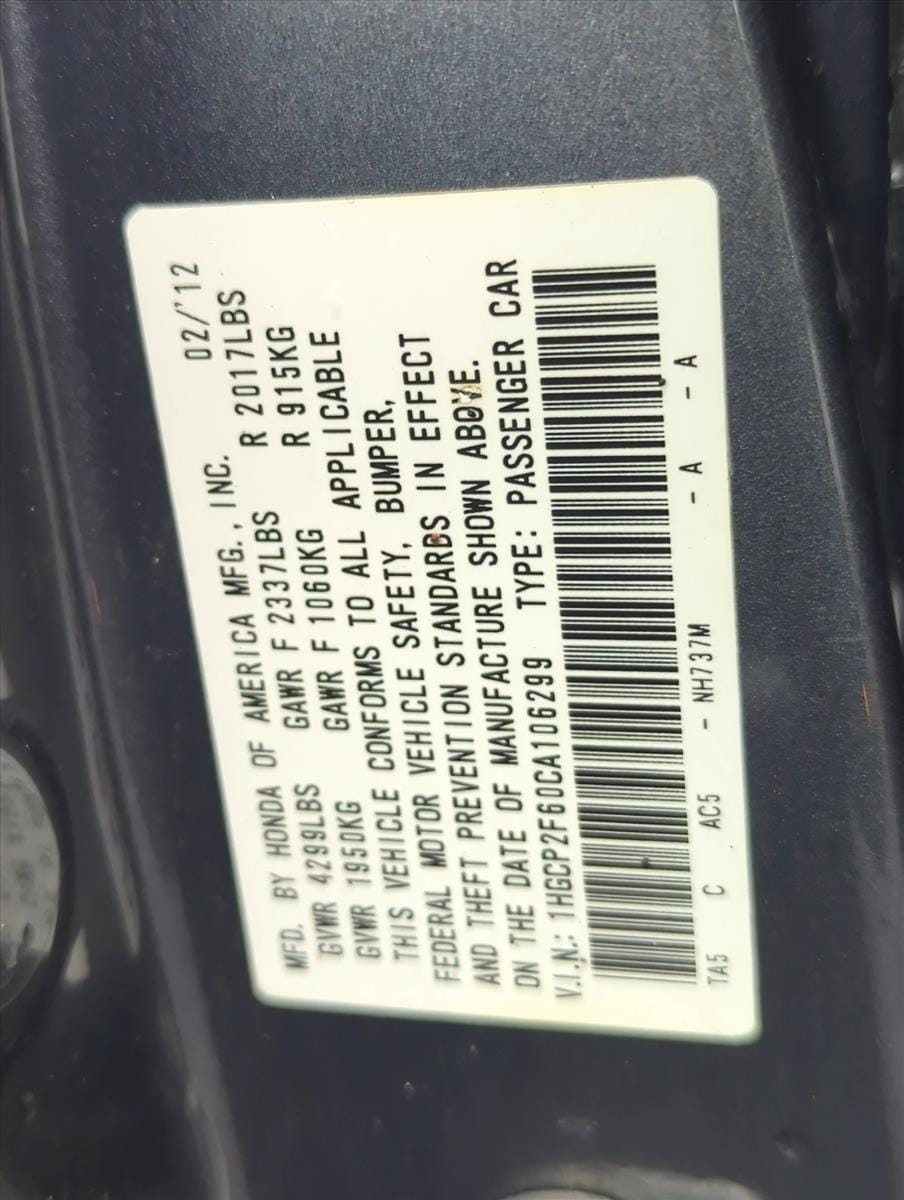 MFD. BY HONDA OF AMERICA MFG., INC. 02/'12
GVWR 4299LBS GAWR F 2337LBS R 2017LBS
GVWR 1950KG GAWR F 1060KG R 915KG
THIS VEHICLE CONFORMS TO ALL APPLICABLE
FEDERAL MOTOR VEHICLE SAFETY, BUMPER,
AND THEFT PREVENTION STANDARDS IN EFFECT
ON THE DATE OF MANUFACTURE SHOWN ABOVE.
V.I.N.: 1HGCP2F60CA106299 TYPE: PASSENGER CAR
TA5 C AC5 - NH737M - A - A